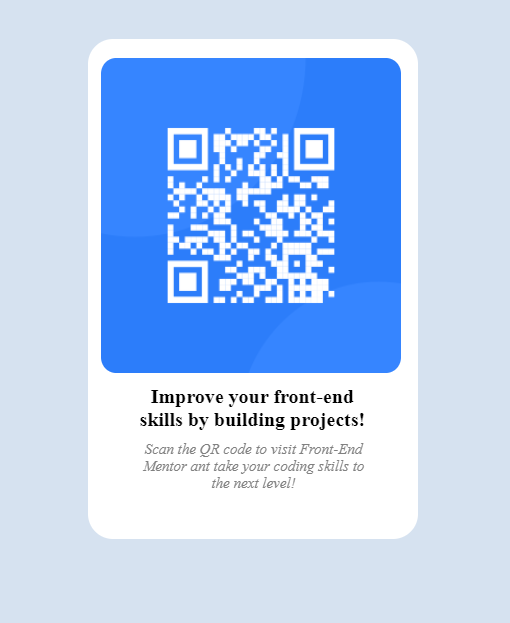 Improve your front-end
skills by building projects!
Scan the QR code to visit Front-End
Mentor ant take your coding skills to
the next level!